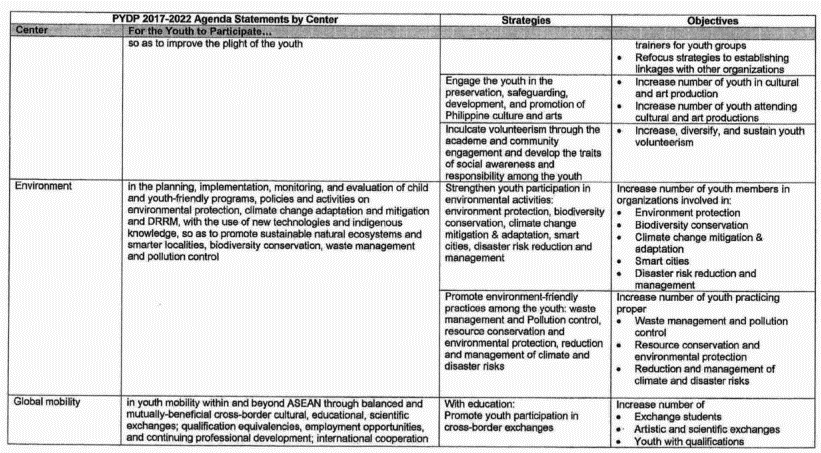 PYDP 2017-2022 Agenda Statements by Center
Strategies
Objectives
Center
For the Youth to Participate...
so as to improve the plight of the youth
trainers for youth groups
• Refocus strategies to establishing
linkages with other organizations
Engage the youth in the
preservation, safeguarding,
development, and promotion of
Philippine culture and arts
• Increase number of youth in cultural
and art production
• Increase number of youth attending
cultural and art productions
Inculcate volunteerism through the
academe and community
engagement and develop the traits
of social awareness and
responsibility among the youth
• Increase, diversify, and sustain youth
volunteerism
Environment
in the planning, implementation, monitoring, and evaluation of child
and youth-friendly programs, policies and activities on
environmental protection, climate change adaptation and mitigation
and DRRM, with the use of new technologies and indigenous
knowledge, so as to promote sustainable natural ecosystems and
smarter localities, biodiversity conservation, waste management
and pollution control
Strengthen youth participation in
environmental activities:
environment protection, biodiversity
conservation, climate change
mitigation & adaptation, smart
cities, disaster risk reduction and
management
Increase number of youth members in
organizations involved in:
• Environment protection
• Biodiversity conservation
• Climate change mitigation &
adaptation
• Smart cities
• Disaster risk reduction and
management
Promote environment-friendly
practices among the youth: waste
management and Pollution control,
resource conservation and
environmental protection, reduction
and management of climate and
disaster risks
Increase number of youth practicing
proper
• Waste management and pollution
control
• Resource conservation and
environmental protection
• Reduction and management of
climate and disaster risks
Global mobility
in youth mobility within and beyond ASEAN through balanced and
mutually-beneficial cross-border cultural, educational, scientific
exchanges; qualification equivalencies, employment opportunities,
and continuing professional development; international cooperation
With education:
Promote youth participation in
cross-border exchanges
Increase number of
• Exchange students
• Artistic and scientific exchanges
• Youth with qualifications